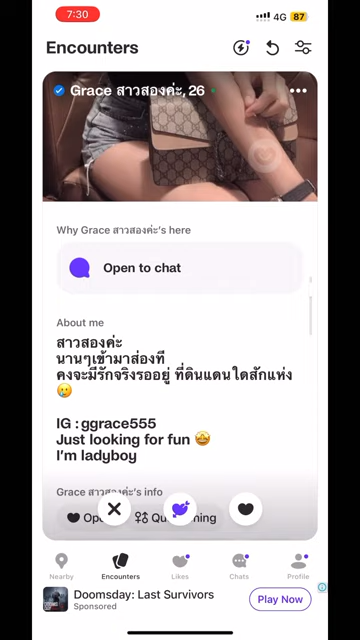 7:30
4G 87
Encounters
Grace สาวสองค่ะ, 26
Why Grace สาวสองค่ะ's here
Open to chat
About me
สาวสองค่ะ
นานๆเข้ามาส่องที
คงจะมีรักจริงรออยู่ ที่ดินแดนใดสักแห่ง
🥲
IG : ggrace555
Just looking for fun 🤩
I'm ladyboy
Grace สาวสองค่ะ's info
Nearby
Encounters
Likes
Chats
Profile
Doomsday: Last Survivors
Sponsored
Play Now